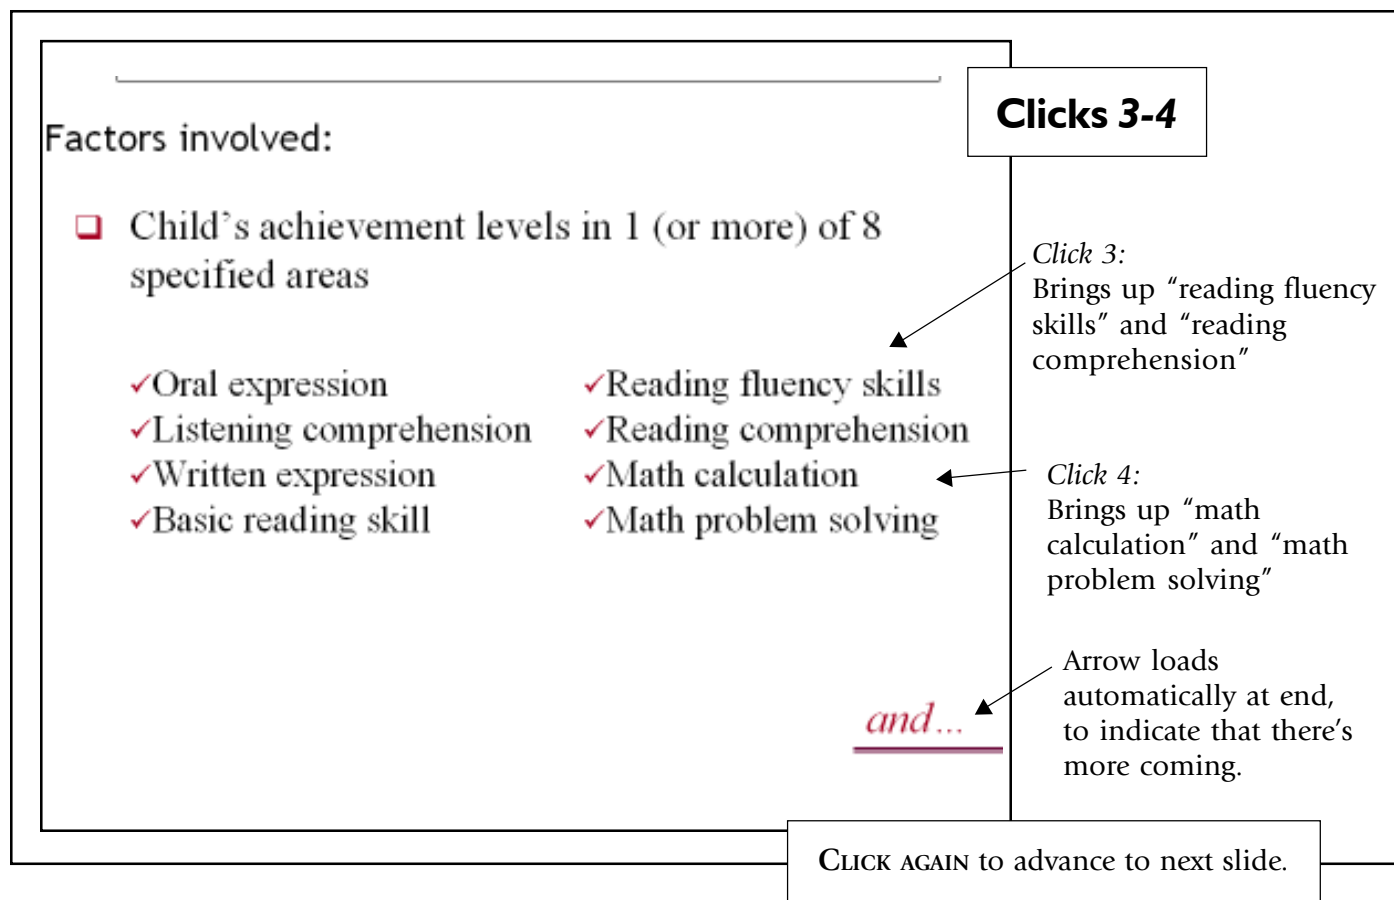 Clicks 3-4
Factors involved:
❑ Child's achievement levels in 1 (or more) of 8
specified areas
✓Oral expression
✓Listening comprehension
✓Written expression
✓Basic reading skill
✓Reading fluency skills
✓Reading comprehension
✓Math calculation
✓Math problem solving
and...
Click 3:
Brings up “reading fluency
skills” and “reading
comprehension”
Click 4:
Brings up “math
calculation” and “math
problem solving”
Arrow loads
automatically at end,
to indicate that there's
more coming.
CLICK AGAIN to advance to next slide.